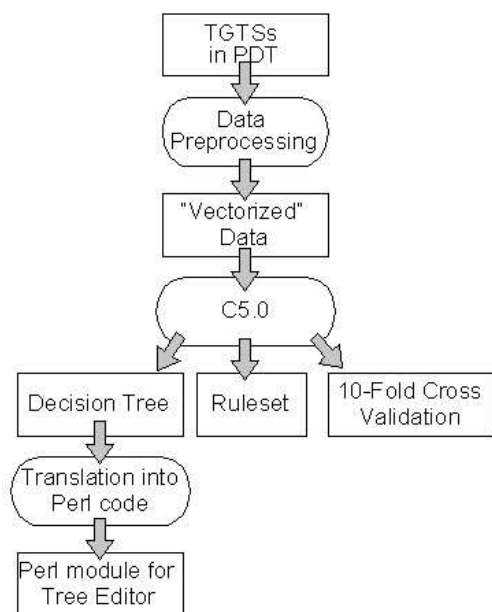 TGTSs
in PDT
Data
Preprocessing
"Vectorized"
Data
C5.0
Decision Tree
Ruleset
10-Fold Cross
Validation
Translation into
Perl code
Perl module for
Tree Editor